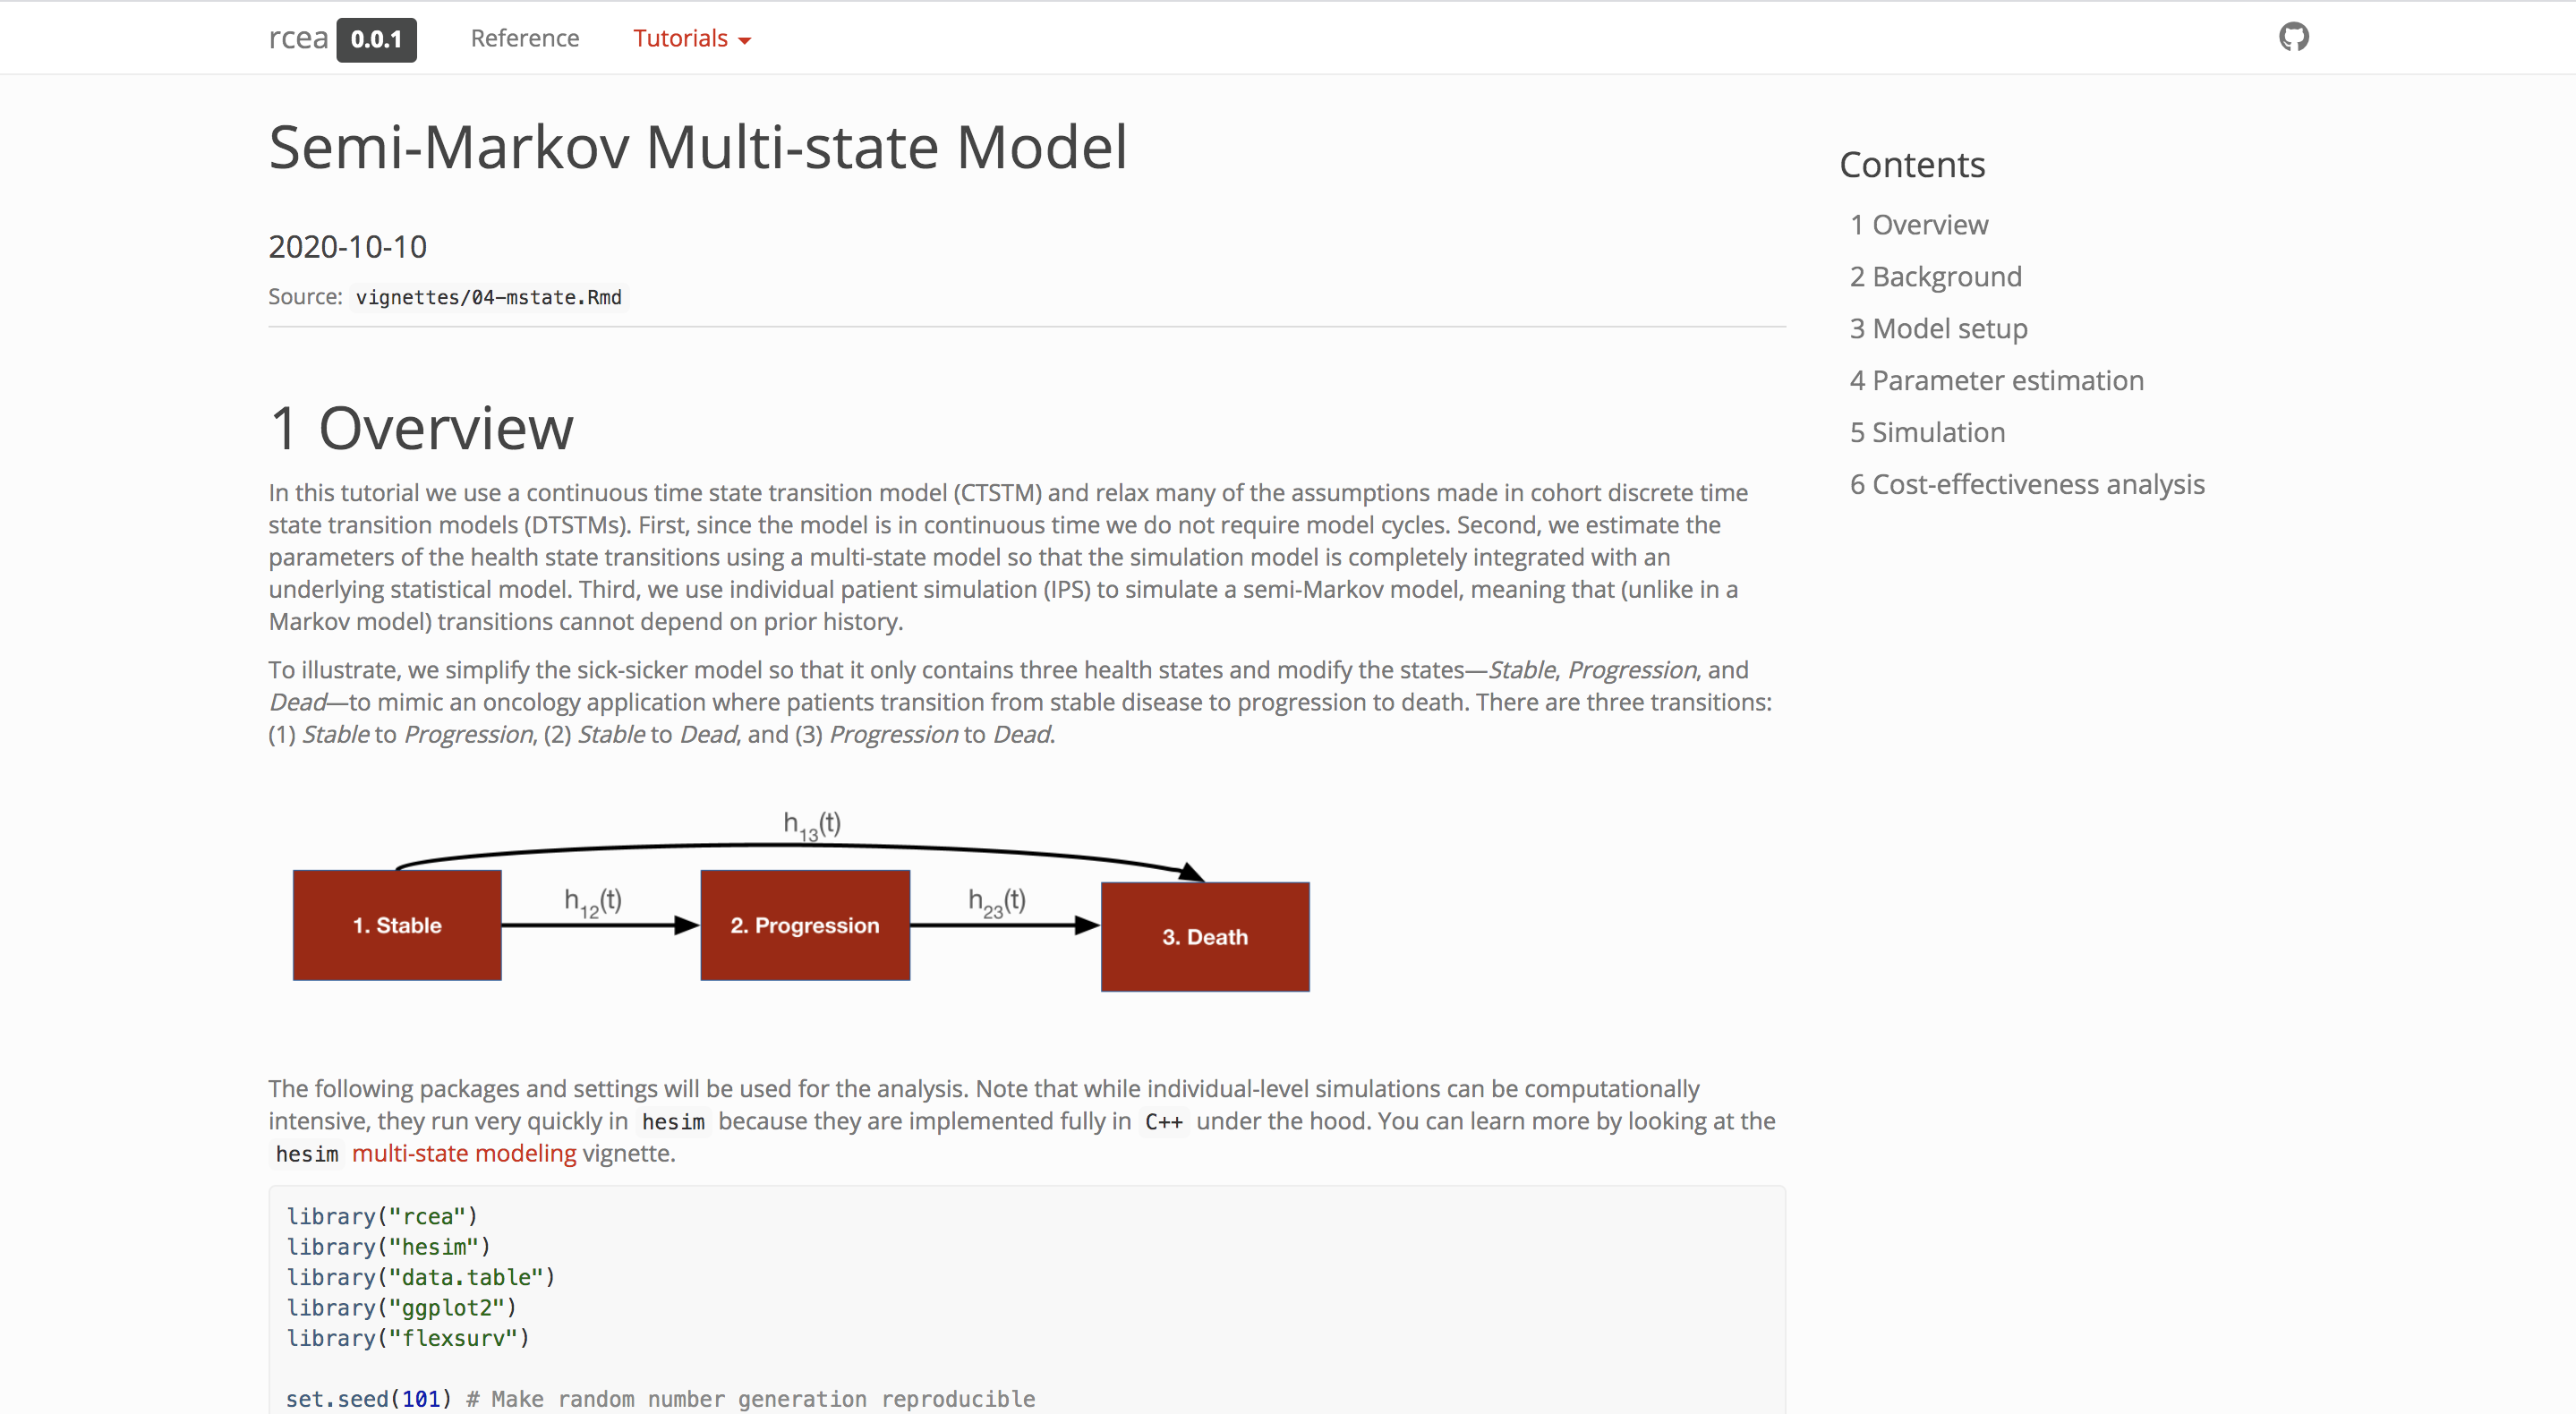 rcea 0.0.1 Reference Tutorials
Semi-Markov Multi-state Model
2020-10-10
Source: vignettes/04-mstate.Rmd
1 Overview
In this tutorial we use a continuous time state transition model (CTSTM) and relax many of the assumptions made in cohort discrete time
state transition models (DTSTMs). First, since the model is in continuous time we do not require model cycles. Second, we estimate the
parameters of the health state transitions using a multi-state model so that the simulation model is completely integrated with an
underlying statistical model. Third, we use individual patient simulation (IPS) to simulate a semi-Markov model, meaning that (unlike in a
Markov model) transitions cannot depend on prior history.
To illustrate, we simplify the sick-sicker model so that it only contains three health states and modify the states—Stable, Progression, and
Dead—to mimic an oncology application where patients transition from stable disease to progression to death. There are three transitions:
(1) Stable to Progression, (2) Stable to Dead, and (3) Progression to Dead.
h13(t)
h12(t)
h23(t)
1. Stable
2. Progression
3. Death
The following packages and settings will be used for the analysis. Note that while individual-level simulations can be computationally
intensive, they run very quickly in hesim because they are implemented fully in C++ under the hood. You can learn more by looking at the
hesim multi-state modeling vignette.
library("rcea")
library("hesim")
library("data.table")
library("ggplot2")
library("flexsurv")
set.seed(101) # Make random number generation reproducible
Contents
1 Overview
2 Background
3 Model setup
4 Parameter estimation
5 Simulation
6 Cost-effectiveness analysis